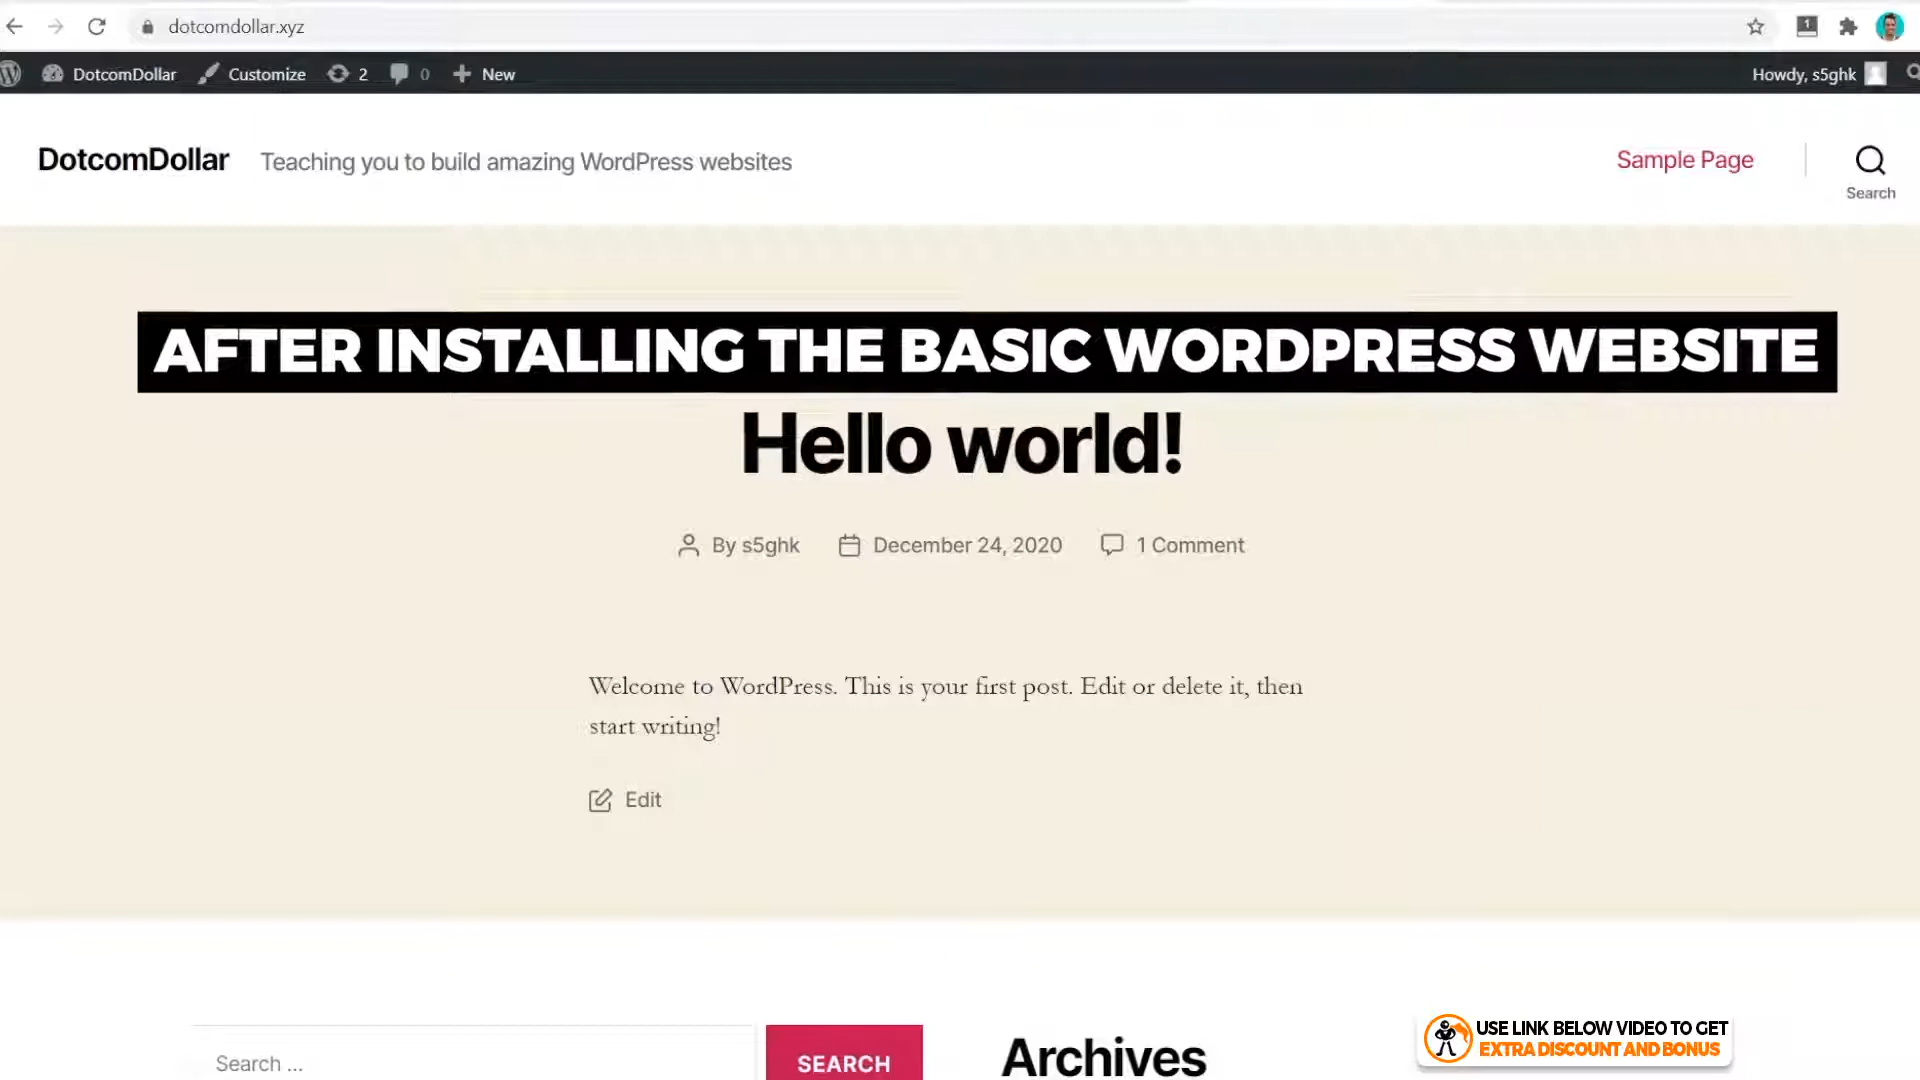 dotcomdollar.xyz
1
DotcomDollar Customize 2 0 New Howdy, s5ghk
DotcomDollar Teaching you to build amazing WordPress websites Sample Page
Search
AFTER INSTALLING THE BASIC WORDPRESS WEBSITE
Hello world!
By s5ghk December 24, 2020 1 Comment
Welcome to WordPress. This is your first post. Edit or delete it, then
start writing!
Edit
Search ... SEARCH Archives
USE LINK BELOW VIDEO TO GET
EXTRA DISCOUNT AND BONUS